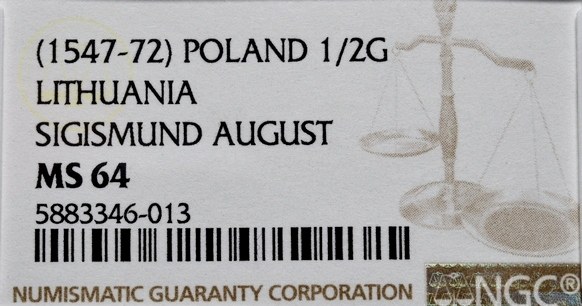 (1547-72) POLAND 1/2G
LITHUANIA
SIGISMUND AUGUST
MS 64
5883346-013
NUMISMATIC GUARANTY CORPORATION
NGC®